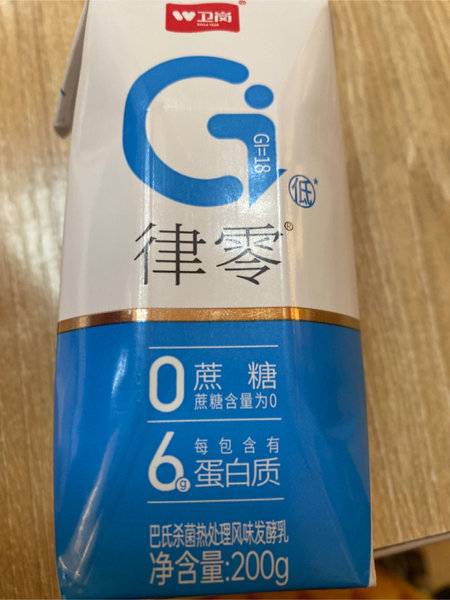 卫岗
Gi
GI=18
低*
律零®
0蔗糖
蔗糖含量为0
6g
每包含有
蛋白质
巴氏杀菌热处理风味发酵乳
净含量:200g